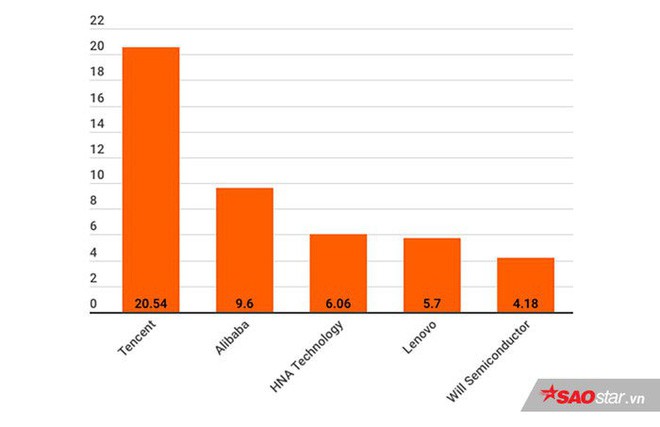 22
20
18
16
14
12
10
8
6
4
2
0
20.54
9.6
6.06
5.7
4.18
Tencent
Alibaba
HNA Technology
Lenovo
Will Semiconductor
SAOstar.vn